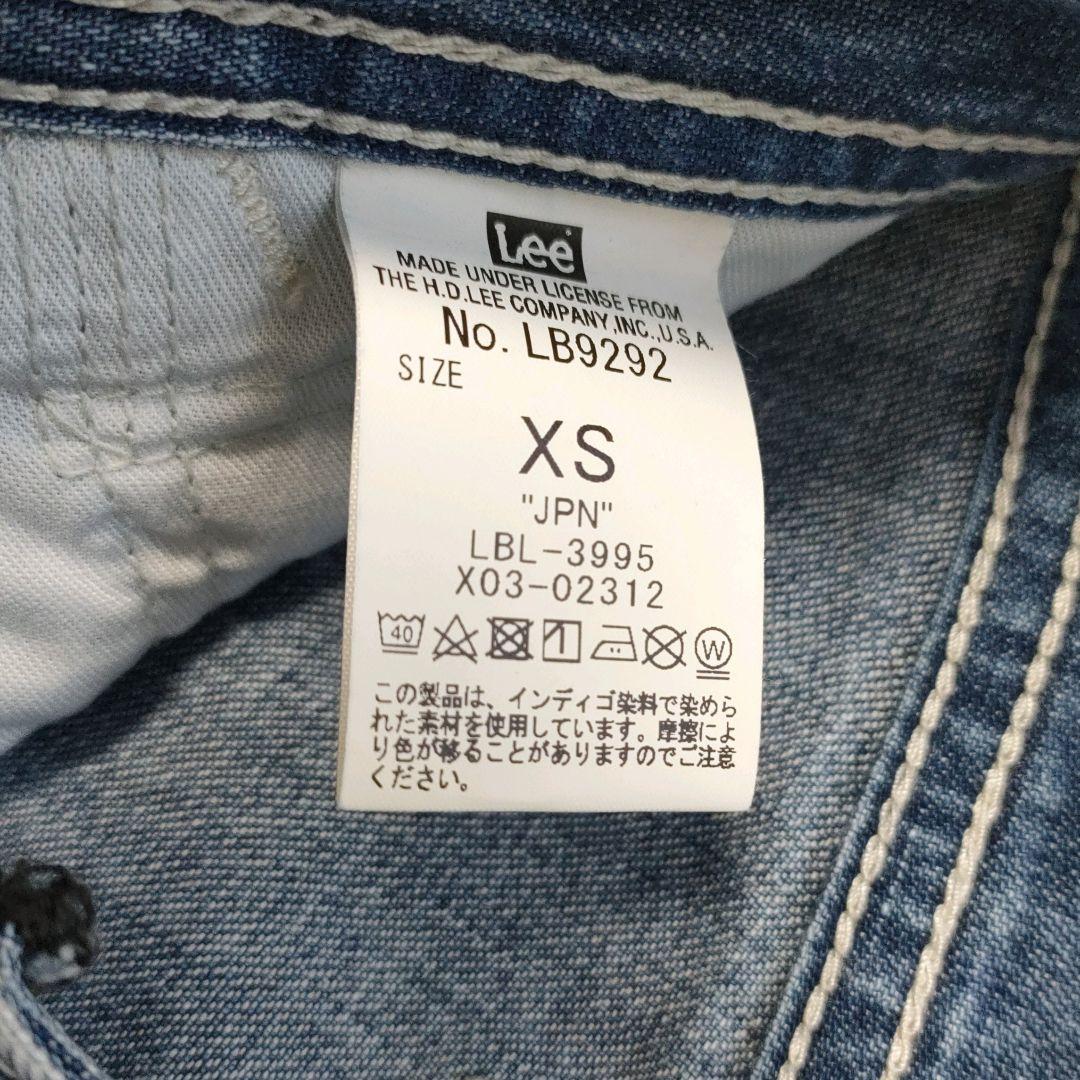 Lee
MADE UNDER LICENSE FROM
THE H.D.LEE COMPANY,INC.,U.S.A.
No. LB9292
SIZE
XS
"JPN"
LBL-3995
X03-02312
40
W
この製品は、インディゴ染料で染めら
れた素材を使用しています。摩擦によ
り色が移ることがありますのでご注意
ください。